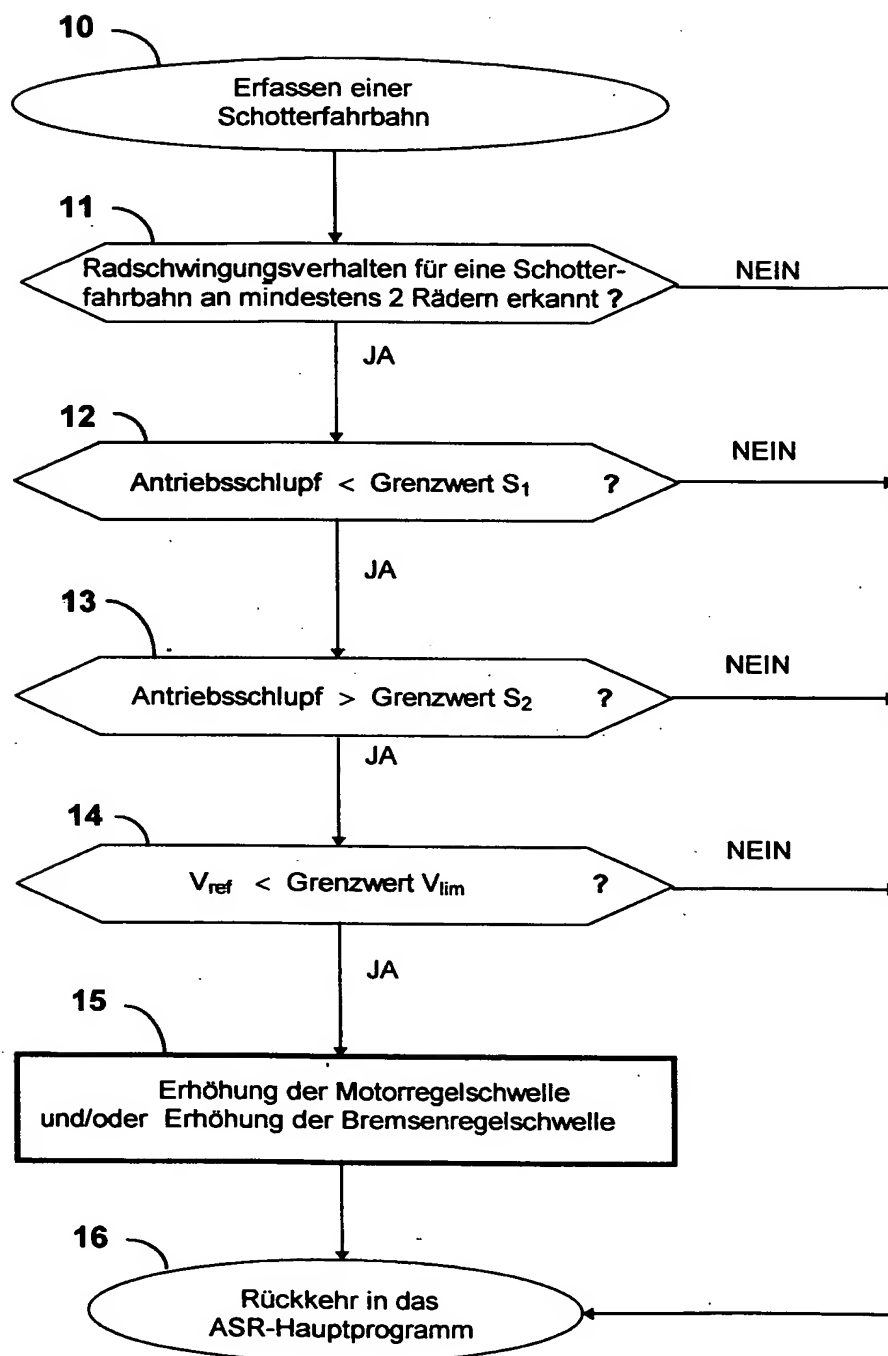 10
Erfassen einer
Schotterfahrbahn
11
Radschwingungsverhalten für eine Schotter-
fahrbahn an mindestens 2 Rädern erkannt ?
NEIN
JA
12
Antriebsschlupf < Grenzwert S₁ ?
NEIN
JA
13
Antriebsschlupf > Grenzwert S₂ ?
NEIN
JA
14
V_ref < Grenzwert V_lim ?
NEIN
JA
15
Erhöhung der Motorregelschwelle
und/oder Erhöhung der Bremsenregelschwelle
16
Rückkehr in das
ASR-Hauptprogramm